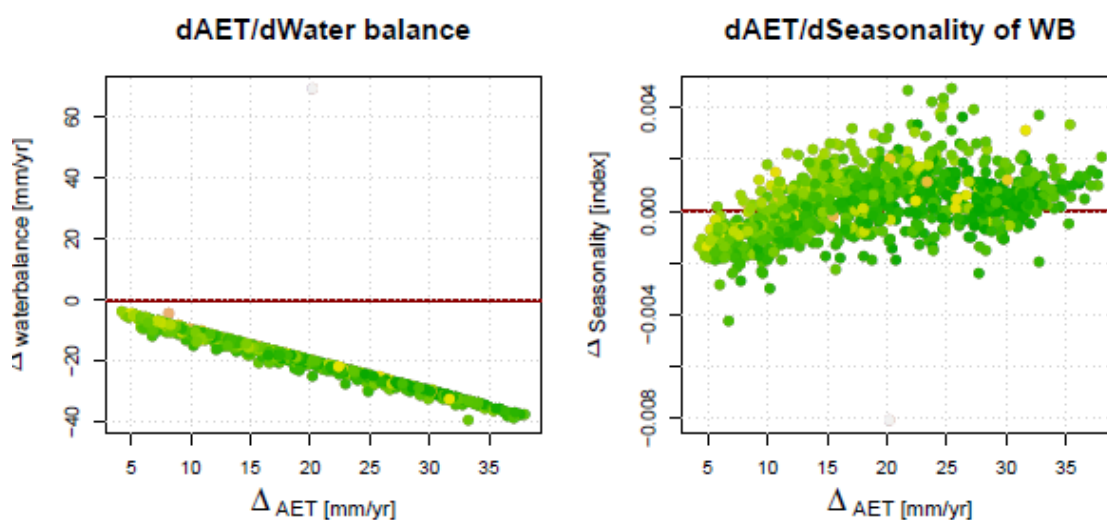 dAET/dWater balance
Δ waterbalance [mm/yr]
60
40
20
0
−20
−40
5 10 15 20 25 30 35
Δ AET [mm/yr]
dAET/dSeasonality of WB
Δ Seasonality [index]
0.004
0.000
−0.004
−0.008
5 10 15 20 25 30 35
Δ AET [mm/yr]